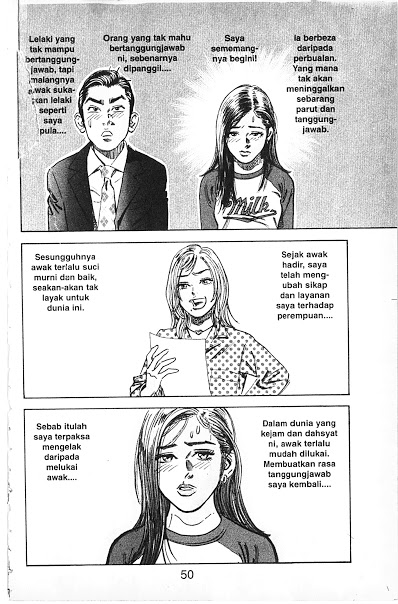 Lelaki yang
tak mampu
bertanggung-
jawab, tapi
malangnya
awak suka-
kan lelaki
seperti
saya
pula....
Orang yang tak mahu
bertanggungjawab
ni, sebenarnya
dipanggil....
Saya
sememang-
nya begini!
Ia berbeza
daripada
perbualan.
Yang mana
tak akan
meninggalkan
sebarang
parut dan
tanggung-
jawab.
Milk
Sesungguhnya
awak terlalu suci
murni dan baik,
seakan-akan tak
layak untuk
dunia ini.
Sejak awak
hadir, saya
telah meng-
ubah sikap
dan layanan
saya terhadap
perempuan....
Sebab itulah
saya terpaksa
mengelak
daripada
melukai
awak....
Dalam dunia yang
kejam dan dahsyat
ni, awak terlalu
mudah dilukai.
Membuatkan rasa
tanggungjawab
saya kembali....
50